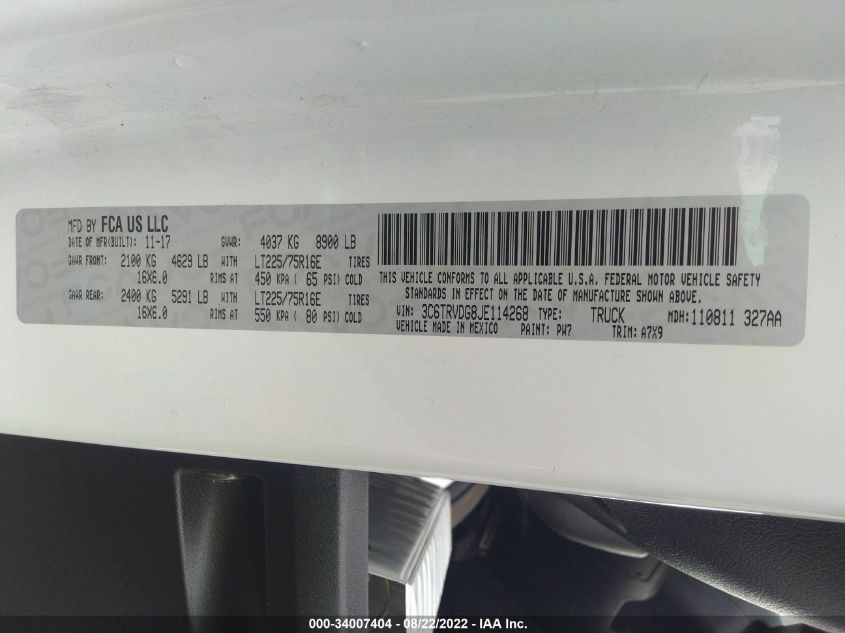 MFD BY FCA US LLC
DATE OF MFR(BUILT): 11-17 GVWR: 4037 KG 8900 LB
GAWR FRONT: 2100 KG 4629 LB WITH LT225/75R16E TIRES
16X6.0 RIMS AT 450 KPA ( 65 PSI) COLD
GAWR REAR: 2400 KG 5291 LB WITH LT225/75R16E TIRES
16X6.0 RIMS AT 550 KPA ( 80 PSI) COLD
THIS VEHICLE CONFORMS TO ALL APPLICABLE U.S.A. FEDERAL MOTOR VEHICLE SAFETY
STANDARDS IN EFFECT ON THE DATE OF MANUFACTURE SHOWN ABOVE.
VIN: 3C6TRVDG8JE114268 TYPE: TRUCK MDH: 110811 327AA
VEHICLE MADE IN MEXICO PAINT: PW7 TRIM: A7X9
000-34007404 - 08/22/2022 - IAA Inc.